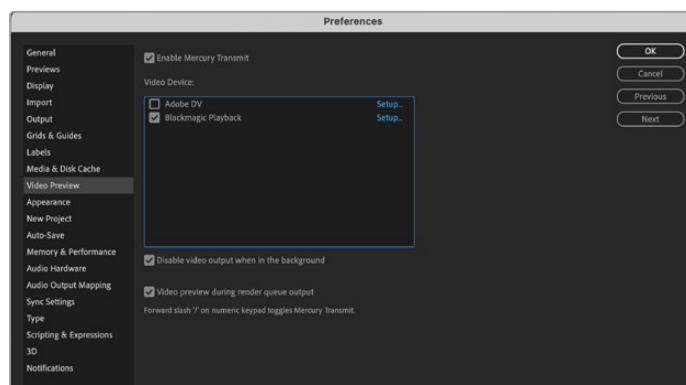 Preferences
General
Previews
Display
Import
Output
Grids & Guides
Labels
Media & Disk Cache
Video Preview
Appearance
New Project
Auto-Save
Memory & Performance
Audio Hardware
Audio Output Mapping
Sync Settings
Type
Scripting & Expressions
3D
Notifications
Enable Mercury Transmit
Video Device:
Adobe DV Setup...
Blackmagic Playback Setup...
Disable video output when in the background
Video preview during render queue output
Forward slash '/' on numeric keypad toggles Mercury Transmit.
OK
Cancel
Previous
Next